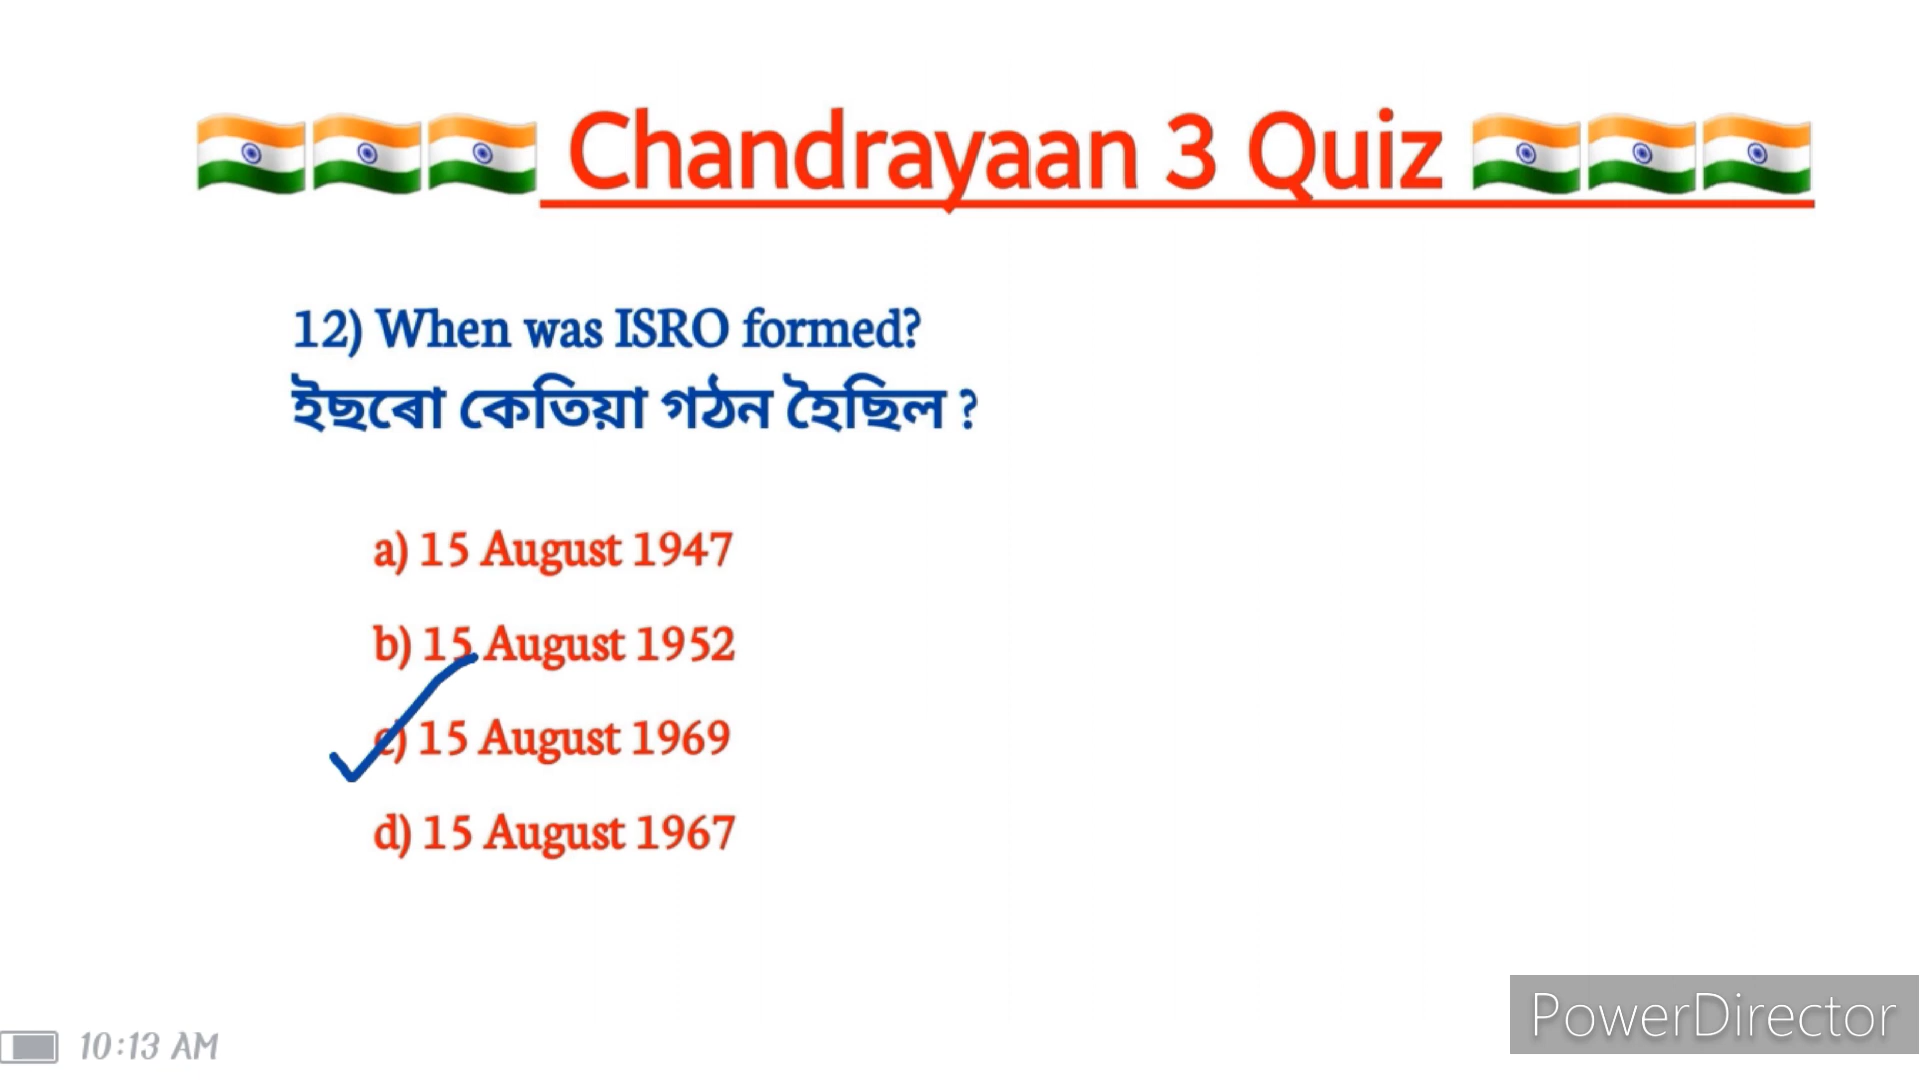 Chandrayaan 3 Quiz
12) When was ISRO formed?
ইছৰো কেতিয়া গঠন হৈছিল ?
a) 15 August 1947
b) 15 August 1952
c) 15 August 1969
d) 15 August 1967
10:13 AM
PowerDirector